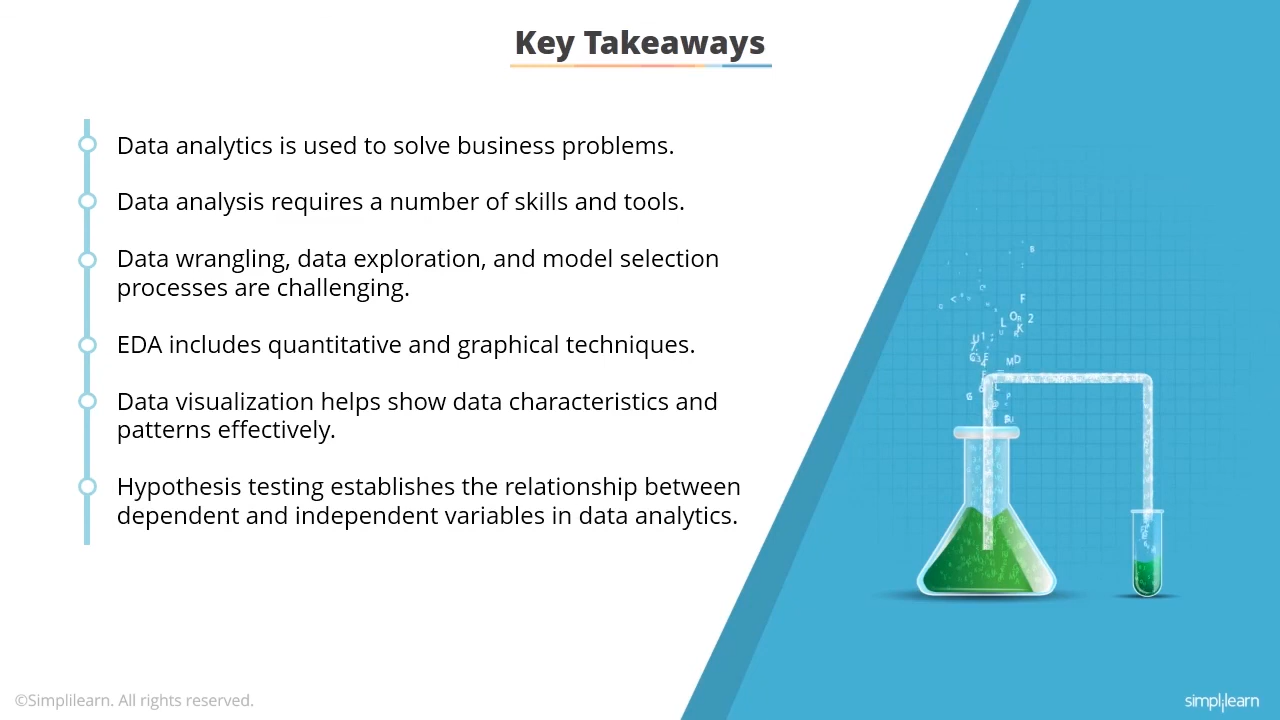 Key Takeaways
Data analytics is used to solve business problems.
Data analysis requires a number of skills and tools.
Data wrangling, data exploration, and model selection
processes are challenging.
EDA includes quantitative and graphical techniques.
Data visualization helps show data characteristics and
patterns effectively.
Hypothesis testing establishes the relationship between
dependent and independent variables in data analytics.
©Simplilearn. All rights reserved.
simplilearn